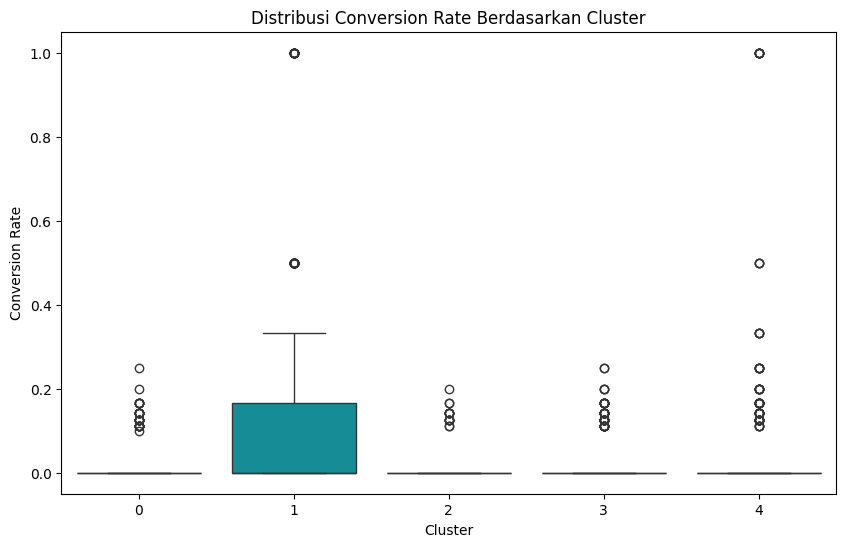 Distribusi Conversion Rate Berdasarkan Cluster
Conversion Rate
1.0
0.8
0.6
0.4
0.2
0.0
0 1 2 3 4
Cluster